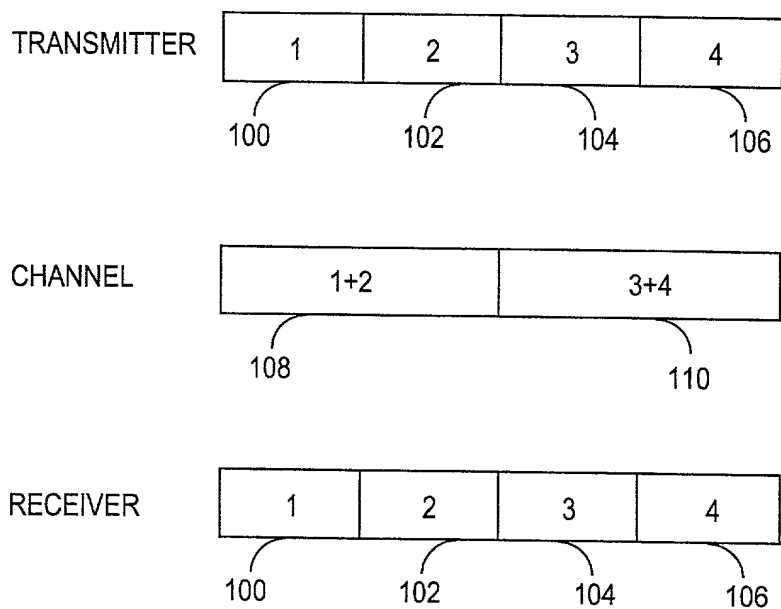 TRANSMITTER 1 2 3 4
100 102 104 106
CHANNEL 1+2 3+4
108 110
RECEIVER 1 2 3 4
100 102 104 106